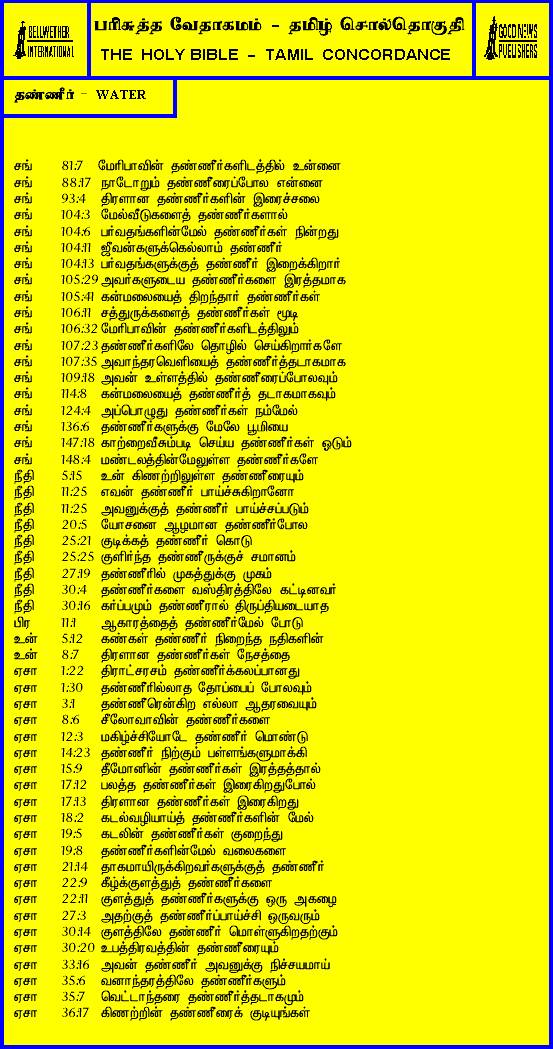 BELLWETHER INTERNATIONAL
பரிசுத்த வேதாகமம் - தமிழ் சொல்தொகுதி
THE HOLY BIBLE - TAMIL CONCORDANCE
GOOD NEWS PUBLISHERS
தண்ணீர் - WATER
சங் 81:7 மேரிபாவின் தண்ணீர்களிடத்தில் உன்னை
சங் 88:17 நாடோறும் தண்ணீரைப்போல என்னை
சங் 93:4 திரளான தண்ணீர்களின் இரைச்சலை
சங் 104:3 மேல்வீடுகளைத் தண்ணீர்களால்
சங் 104:6 பர்வதங்களின்மேல் தண்ணீர்கள் நின்றது
சங் 104:11 ஜீவன்களுக்கெல்லாம் தண்ணீர்
சங் 104:13 பர்வதங்களுக்குத் தண்ணீர் இறைக்கிறார்
சங் 105:29 அவர்களுடைய தண்ணீர்களை இரத்தமாக
சங் 105:41 கன்மலையைத் திறந்தார் தண்ணீர்கள்
சங் 106:11 சத்துருக்களைத் தண்ணீர்கள் மூடி
சங் 106:32 மேரிபாவின் தண்ணீர்களிடத்திலும்
சங் 107:23 தண்ணீர்களிலே தொழில் செய்கிறார்களே
சங் 107:35 அவாந்தரவெளியைத் தண்ணீர்த்தடாகமாக
சங் 109:18 அவன் உள்ளத்தில் தண்ணீரைப்போலவும்
சங் 114:8 கன்மலையைத் தண்ணீர்த் தடாகமாகவும்
சங் 124:4 அப்பொழுது தண்ணீர்கள் நம்மேல்
சங் 136:6 தண்ணீர்களுக்கு மேலே பூமியை
சங் 147:18 காற்றைவீசும்படி செய்ய தண்ணீர்கள் ஓடும்
சங் 148:4 மண்டலத்தின்மேலுள்ள தண்ணீர்களே
நீதி 5:15 உன் கிணற்றிலுள்ள தண்ணீரையும்
நீதி 11:25 எவன் தண்ணீர் பாய்ச்சுகிறானோ
நீதி 11:25 அவனுக்குத் தண்ணீர் பாய்ச்சப்படும்
நீதி 20:5 யோசனை ஆழமான தண்ணீர்போல
நீதி 25:21 குடிக்கத் தண்ணீர் கொடு
நீதி 25:25 குளிர்ந்த தண்ணீருக்குச் சமானம்
நீதி 27:19 தண்ணீரில் முகத்துக்கு முகம்
நீதி 30:4 தண்ணீர்களை வஸ்திரத்திலே கட்டினவர்
நீதி 30:16 கர்ப்பமும் தண்ணீரால் திருப்தியடையாத
பிர 11:1 ஆகாரத்தைத் தண்ணீர்மேல் போடு
உன் 5:12 கண்கள் தண்ணீர் நிறைந்த நதிகளின்
உன் 8:7 திரளான தண்ணீர்கள் நேசத்தை
ஏசா 1:22 திராட்சரசம் தண்ணீர்க்கலப்பானது
ஏசா 1:30 தண்ணீரில்லாத தோப்பைப் போலவும்
ஏசா 3:1 தண்ணீரென்கிற எல்லா ஆதரவையும்
ஏசா 8:6 சீலோவாவின் தண்ணீர்களை
ஏசா 12:3 மகிழ்ச்சியோடே தண்ணீர் மொண்டு
ஏசா 14:23 தண்ணீர் நிற்கும் பள்ளங்களுமாக்கி
ஏசா 15:9 தீமோனின் தண்ணீர்கள் இரத்தத்தால்
ஏசா 17:12 பலத்த தண்ணீர்கள் இரைகிறதுபோல்
ஏசா 17:13 திரளான தண்ணீர்கள் இரைகிறது
ஏசா 18:2 கடல்வழியாய்த் தண்ணீர்களின் மேல்
ஏசா 19:5 கடலின் தண்ணீர்கள் குறைந்து
ஏசா 19:8 தண்ணீர்களின்மேல் வலைகளை
ஏசா 21:14 தாகமாயிருக்கிறவர்களுக்குத் தண்ணீர்
ஏசா 22:9 கீழ்க்குளத்துத் தண்ணீர்களை
ஏசா 22:11 குளத்துத் தண்ணீர்களுக்கு ஒரு அகழை
ஏசா 27:3 அதற்குத் தண்ணீர்ப்பாய்ச்சி ஒருவரும்
ஏசா 30:14 குளத்திலே தண்ணீர் மொள்ளுகிறதற்கும்
ஏசா 30:20 உபத்திரவத்தின் தண்ணீரையும்
ஏசா 33:16 அவன் தண்ணீர் அவனுக்கு நிச்சயமாய்
ஏசா 35:6 வனாந்தரத்திலே தண்ணீர்களும்
ஏசா 35:7 வெட்டாந்தரை தண்ணீர்த்தடாகமும்
ஏசா 36:17 கிணற்றின் தண்ணீரைக் குடியுங்கள்